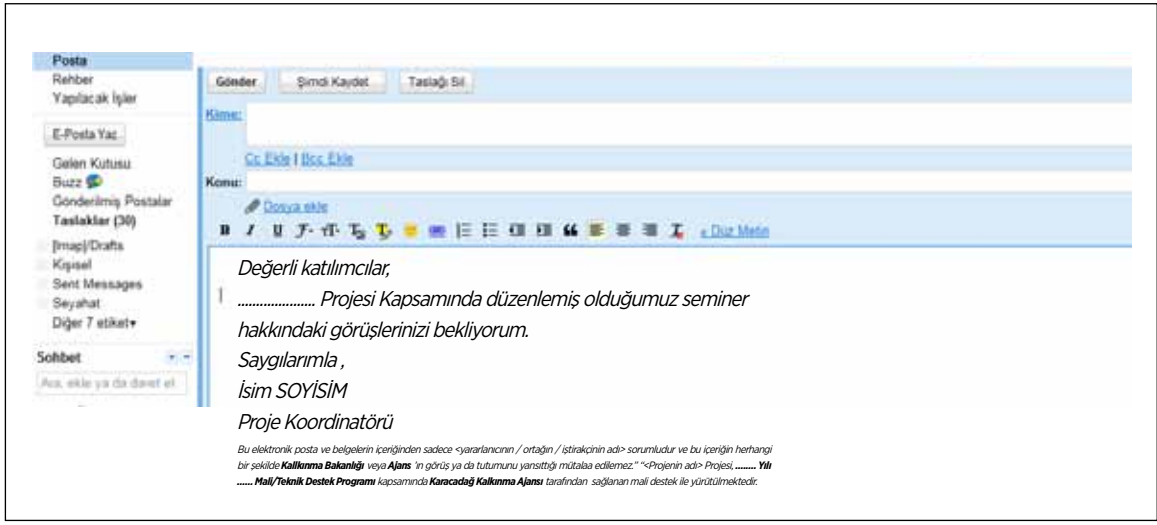 Posta
Rehber
Yapılacak İşler
Gönder Şimdi Kaydet Taslağı Sil
Kime:
E-Posta Yaz
Cc Ekle | Bcc Ekle
Gelen Kutusu
Konu:
Buzz
Gönderilmiş Postalar
Dosya ekle
Taslaklar (30)
B I U « Düz Metin
[Imap]/Drafts
Kişisel
Sent Messages
Seyahat
Diğer 7 etiket▾
Sohbet
Ara, ekle ya da davet et
Değerli katılımcılar,
..................... Projesi Kapsamında düzenlemiş olduğumuz seminer
hakkındaki görüşlerinizi bekliyorum.
Saygılarımla ,
İsim SOYİSİM
Proje Koordinatörü
Bu elektronik posta ve belgelerin içeriğinden sadece <yararlanıcının / ortağın / iştirakçinin adı> sorumludur ve bu içeriğin herhangi
bir şekilde Kallkınma Bakanlığı veya Ajans 'ın görüş ya da tutumunu yansıttığı mütalaa edilemez." "<Projenin adı> Projesi, ........ Yılı
...... Mali/Teknik Destek Programı kapsamında Karacadağ Kalkınma Ajansı tarafından sağlanan mali destek ile yürütülmektedir.